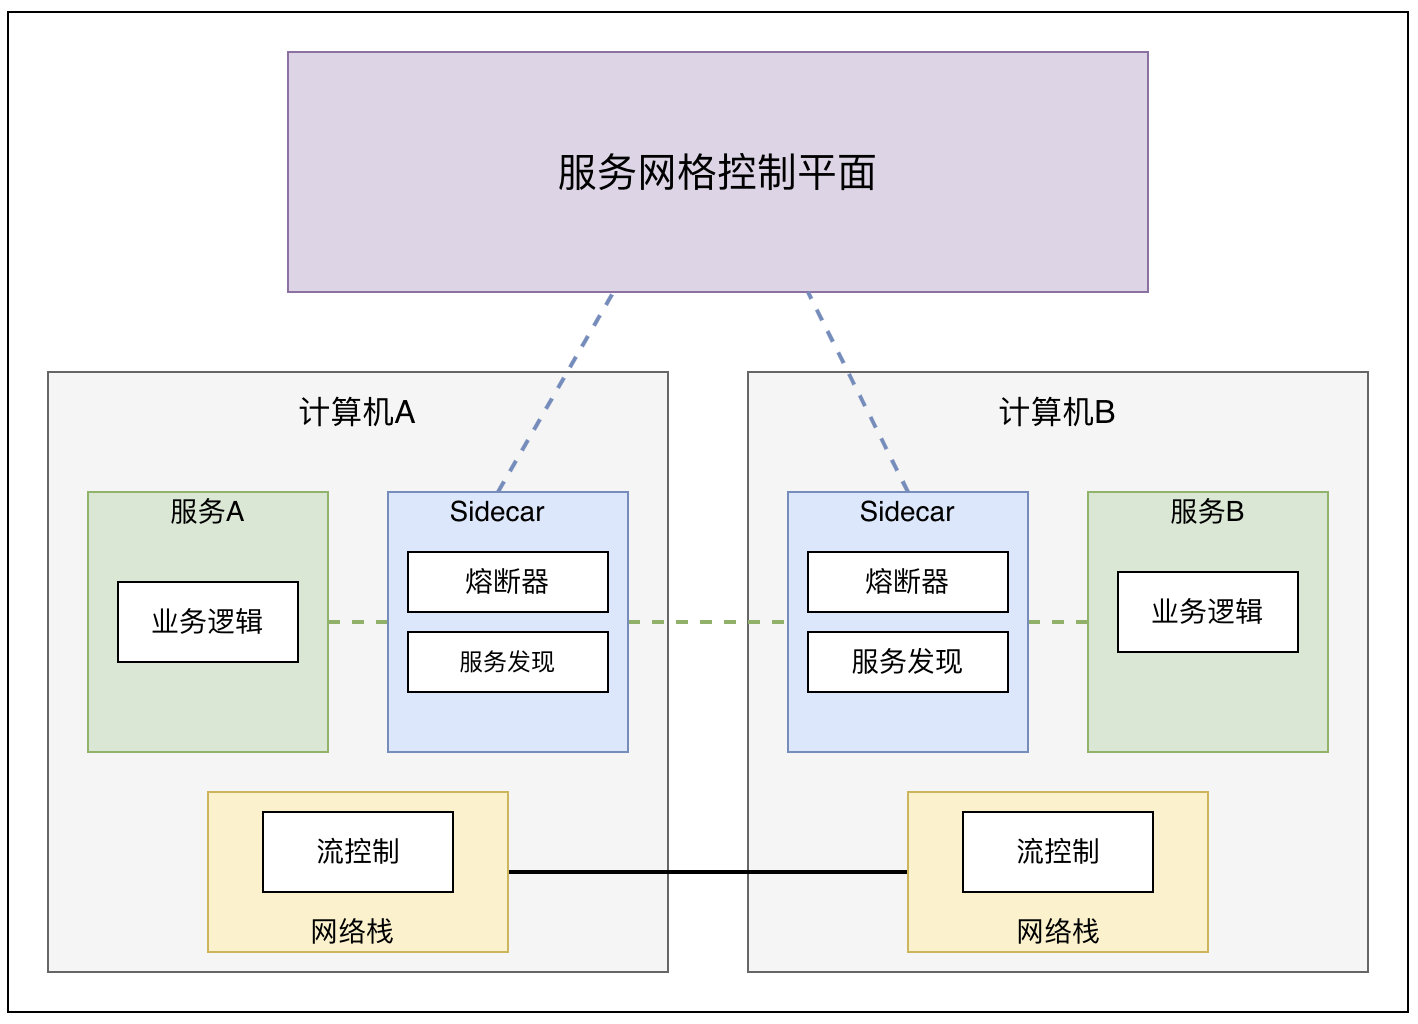 服务网格控制平面
计算机A
服务A
业务逻辑
Sidecar
熔断器
服务发现
流控制
网络栈
计算机B
Sidecar
熔断器
服务发现
服务B
业务逻辑
流控制
网络栈